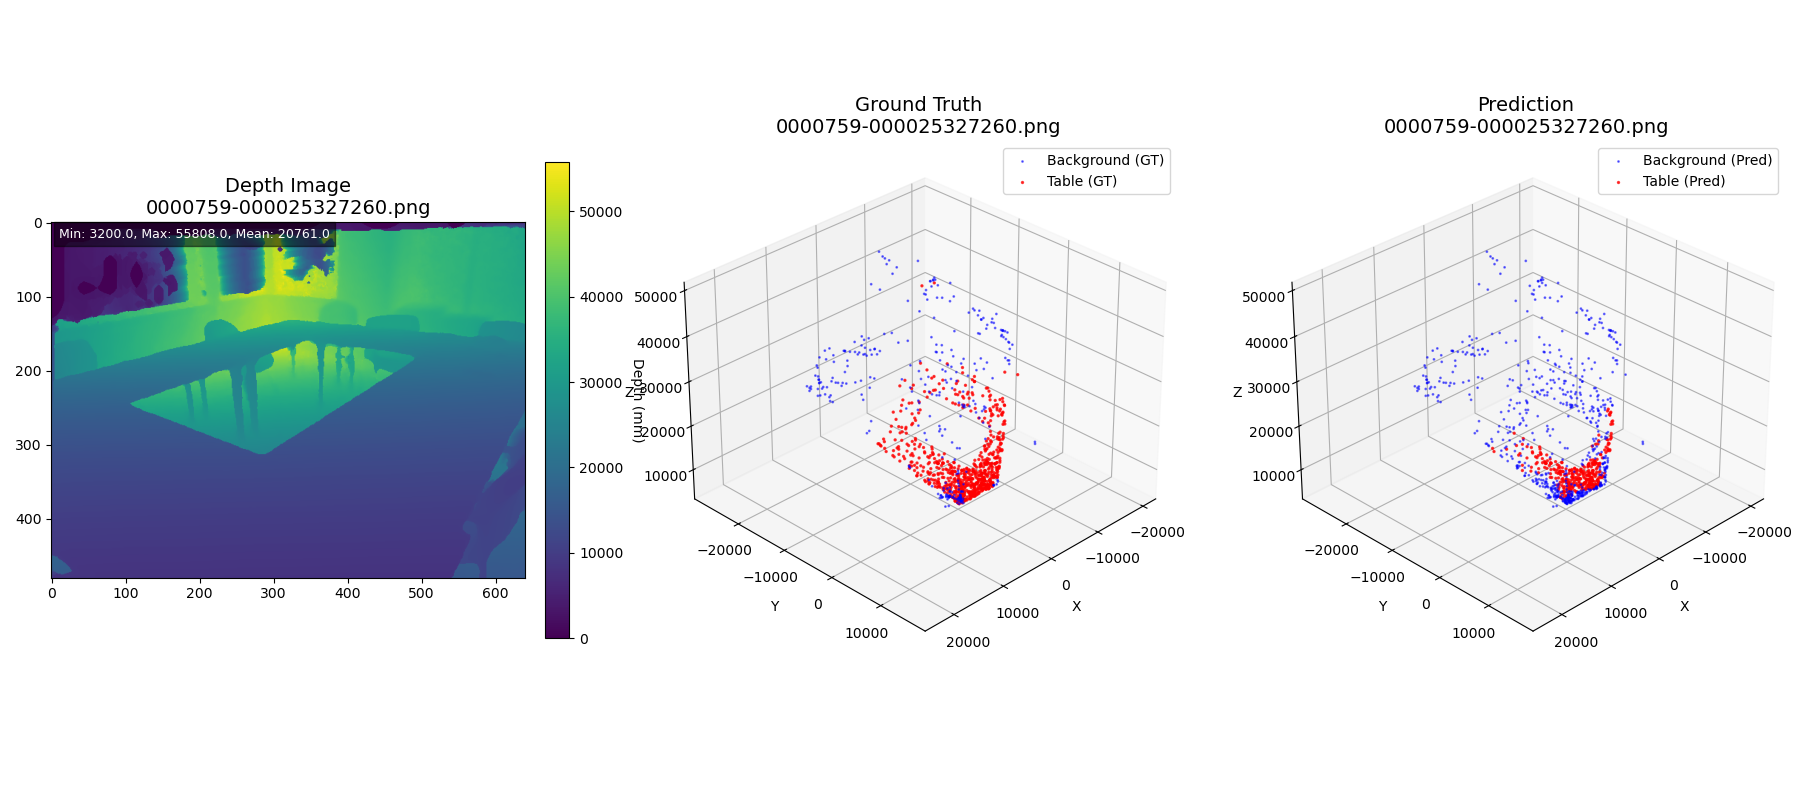 Depth Image
0000759-000025327260.png
Min: 3200.0, Max: 55808.0, Mean: 20761.0
0
100
200
300
400
0
100
200
300
400
500
600
50000
40000
30000
20000
10000
0
Depth (mm)
Ground Truth
0000759-000025327260.png
Background (GT)
Table (GT)
50000
40000
30000
20000
10000
Z
−20000
−10000
0
10000
Y
20000
10000
0
−10000
−20000
X
Prediction
0000759-000025327260.png
Background (Pred)
Table (Pred)
50000
40000
30000
20000
10000
Z
−20000
−10000
0
10000
Y
20000
10000
0
−10000
−20000
X